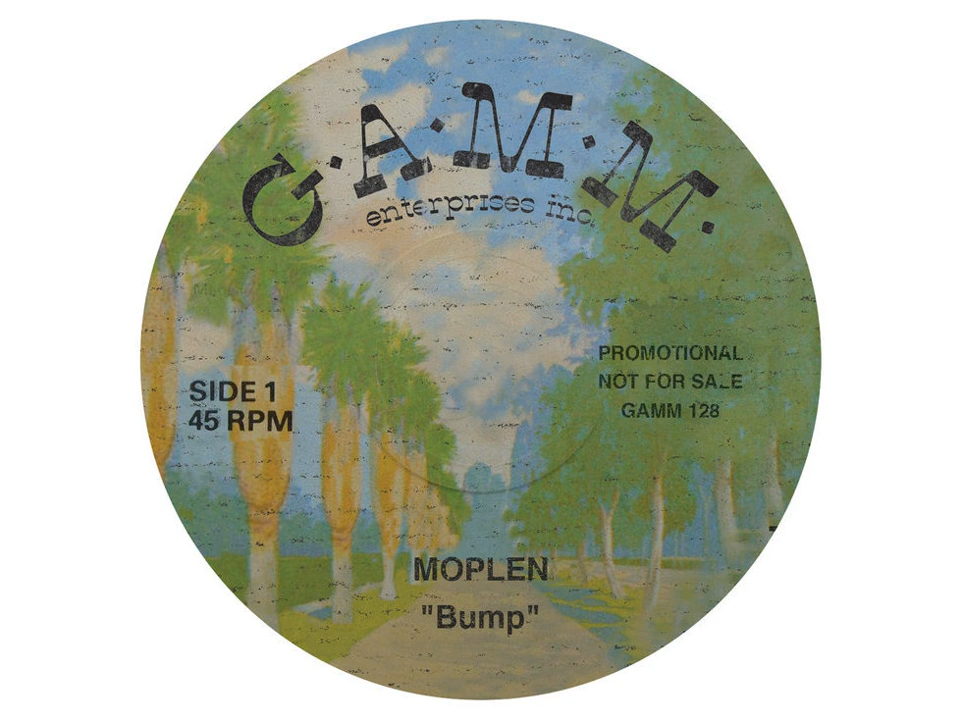 G·A·M·M·
enterprises inc.
PROMOTIONAL
NOT FOR SALE
GAMM 128
SIDE 1
45 RPM
MOPLEN
"Bump"